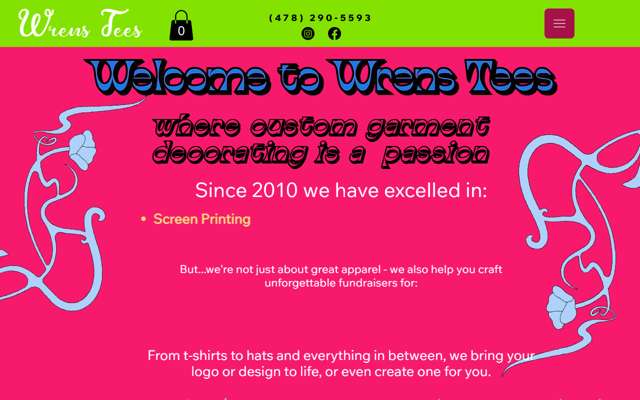 Wrens Tees
0
(478) 290-5593
Welcome to Wrens Tees
where custom garment
decorating is a passion
Since 2010 we have excelled in:
• Screen Printing
But...we're not just about great apparel - we also help you craft
unforgettable fundraisers for:
From t-shirts to hats and everything in between, we bring your
logo or design to life, or even create one for you.